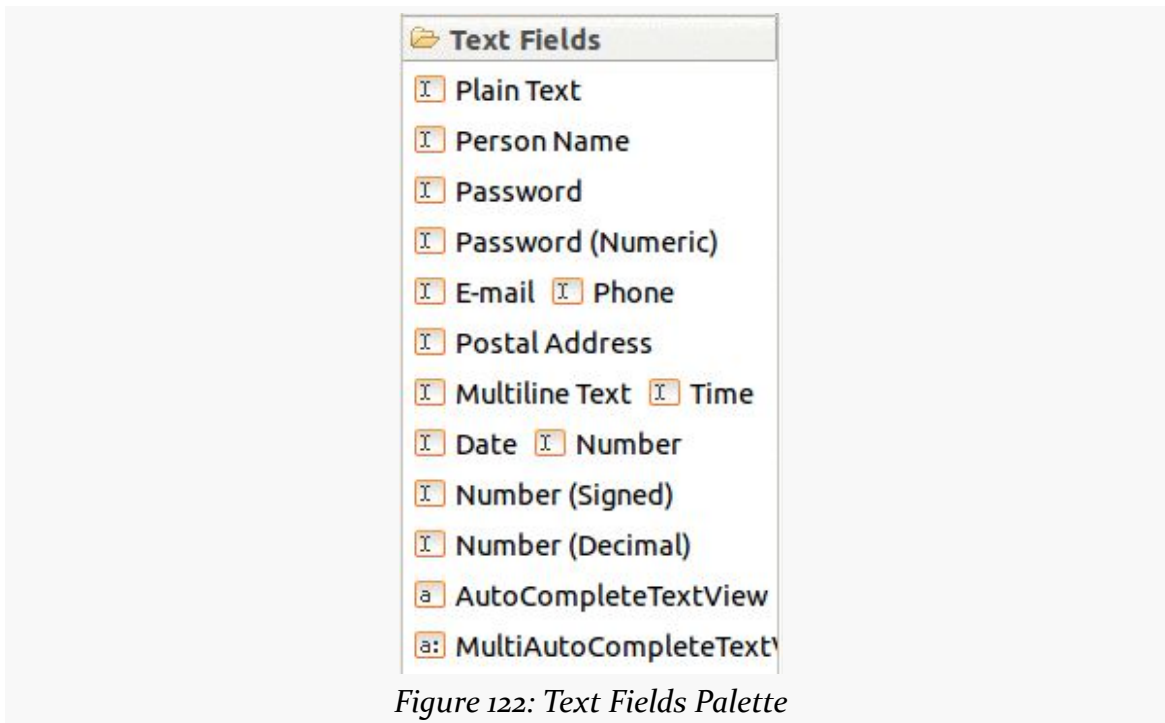 Text Fields
Plain Text
Person Name
Password
Password (Numeric)
E-mail Phone
Postal Address
Multiline Text Time
Date Number
Number (Signed)
Number (Decimal)
a AutoCompleteTextView
a: MultiAutoCompleteText
Figure 122: Text Fields Palette